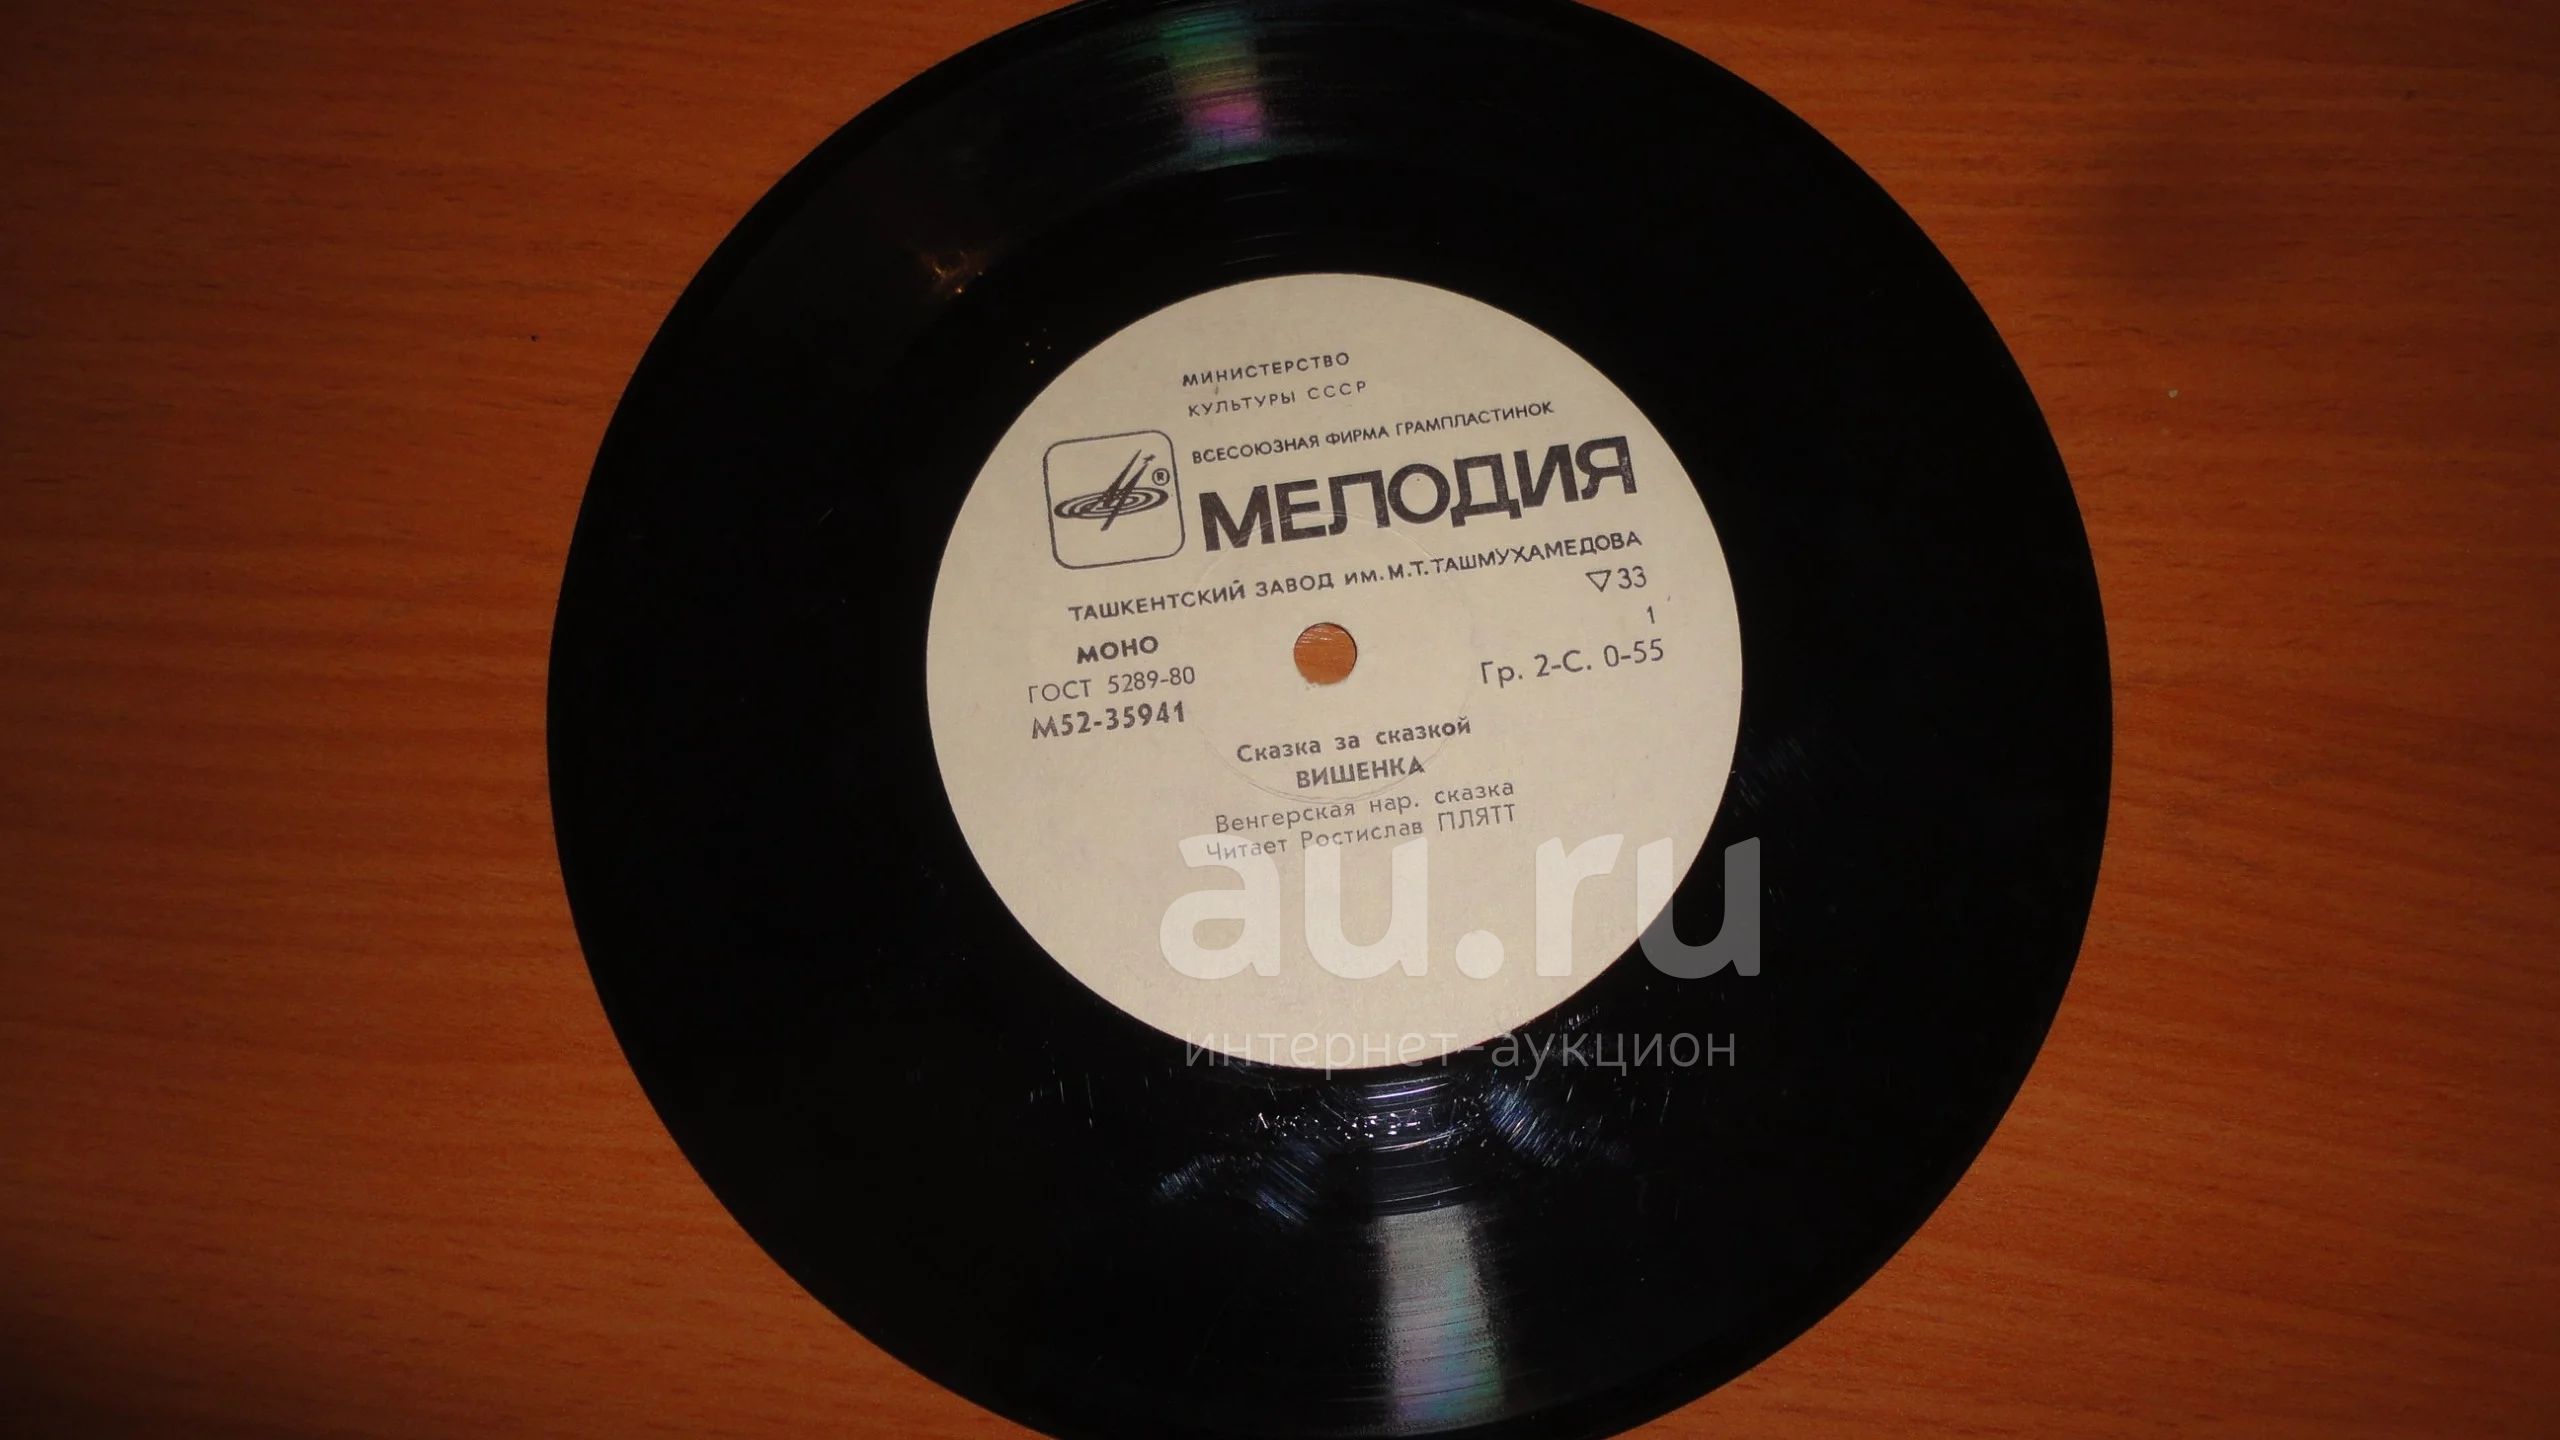 МИНИСТЕРСТВО
КУЛЬТУРЫ СССР
ВСЕСОЮЗНАЯ ФИРМА ГРАМПЛАСТИНОК
®
МЕЛОДИЯ
ТАШКЕНТСКИЙ ЗАВОД ИМ. М.Т. ТАШМУХАМЕДОВА
▽33
МОНО
1
ГОСТ 5289-80
Гр. 2-С. 0-55
М52-35941
Сказка за сказкой
ВИШЕНКА
Венгерская нар. сказка
Читает Ростислав ПЛЯТТ
au.ru
интернет-аукцион